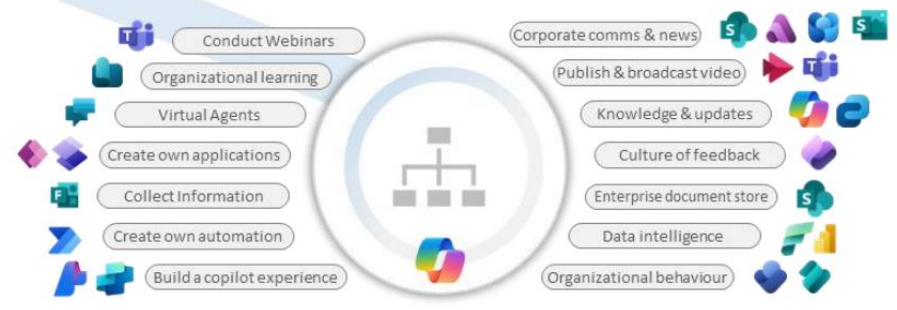 Conduct Webinars
Organizational learning
Virtual Agents
Create own applications
Collect Information
Create own automation
Build a copilot experience
Corporate comms & news
Publish & broadcast video
Knowledge & updates
Culture of feedback
Enterprise document store
Data intelligence
Organizational behaviour